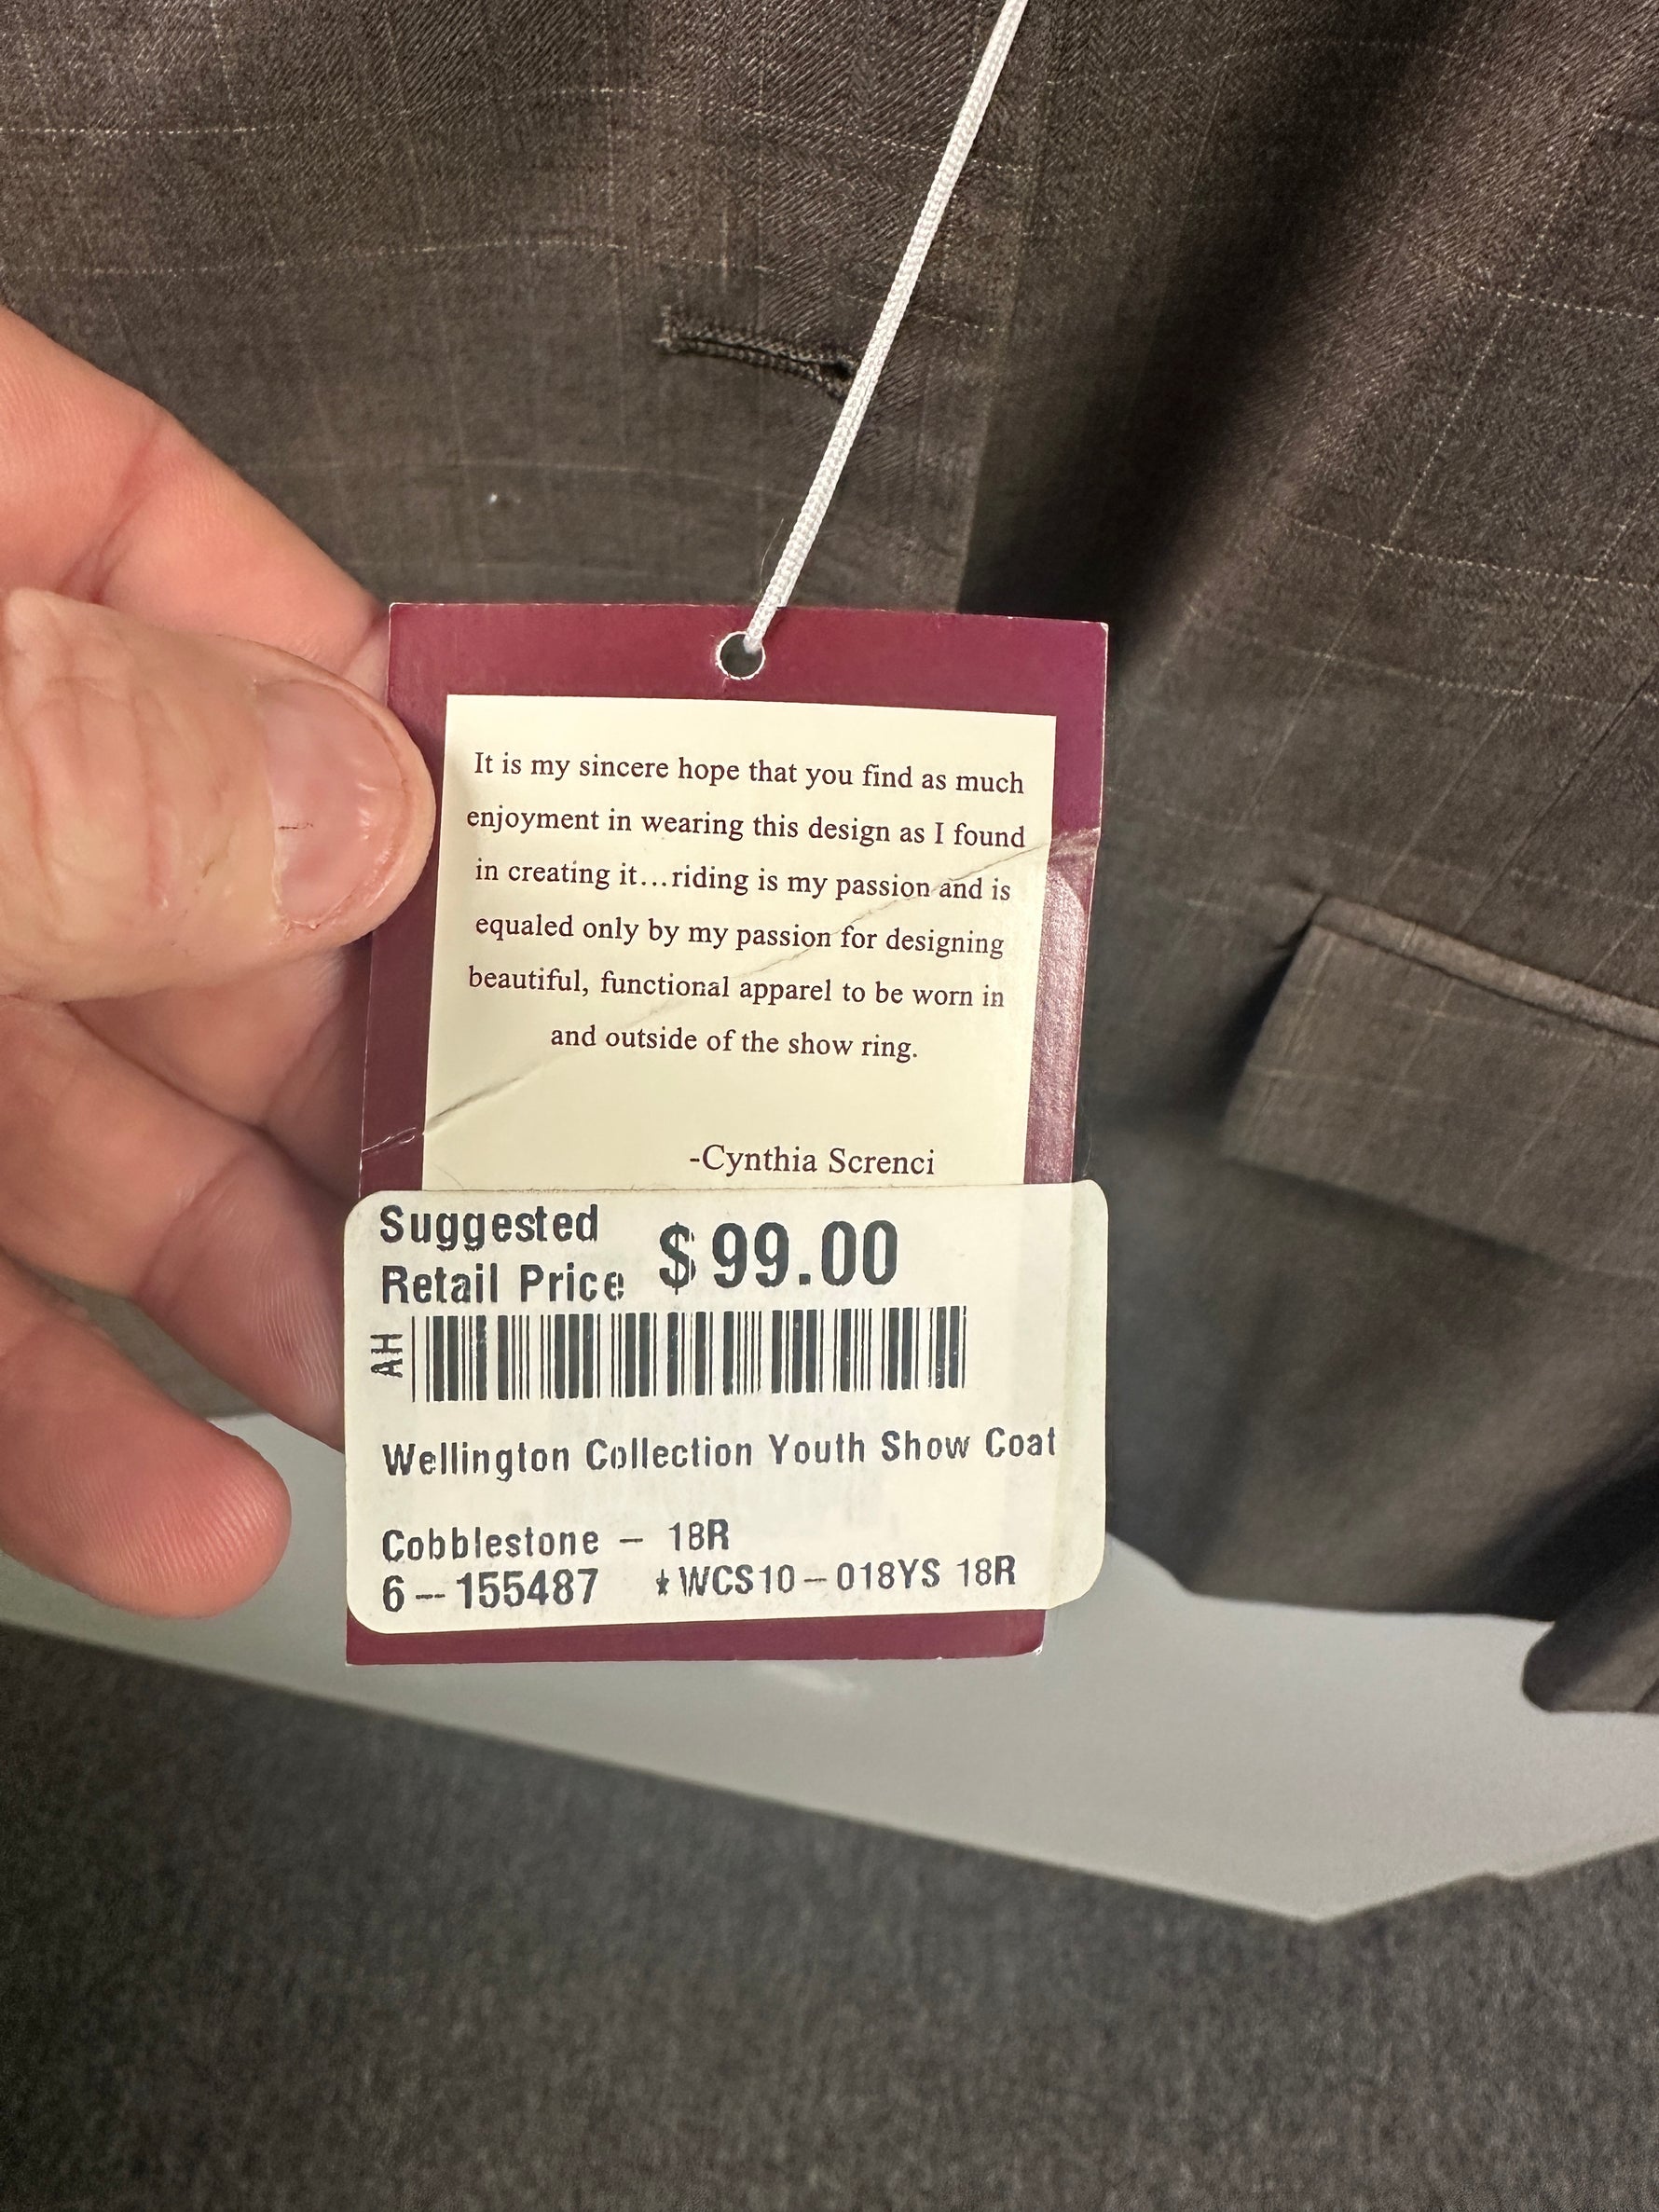 It is my sincere hope that you find as much
enjoyment in wearing this design as I found
in creating it...riding is my passion and is
equaled only by my passion for designing
beautiful, functional apparel to be worn in
and outside of the show ring.
-Cynthia Screnci
Suggested
Retail Price $99.00
AH
Wellington Collection Youth Show Coat
Cobblestone - 18R
6-155487 *WCS10-018YS 18R